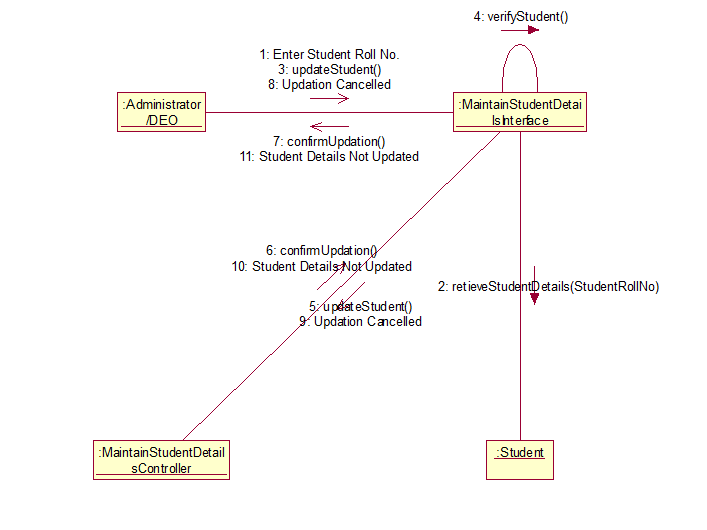 4: verifyStudent()
1: Enter Student Roll No.
3: updateStudent()
8: Updation Cancelled
:Administrator
/DEO
:MaintainStudentDetai
lsInterface
7: confirmUpdation()
11: Student Details Not Updated
6: confirmUpdation()
10: Student Details Not Updated
2: retieveStudentDetails(StudentRollNo)
5: updateStudent()
9: Updation Cancelled
:MaintainStudentDetail
sController
:Student